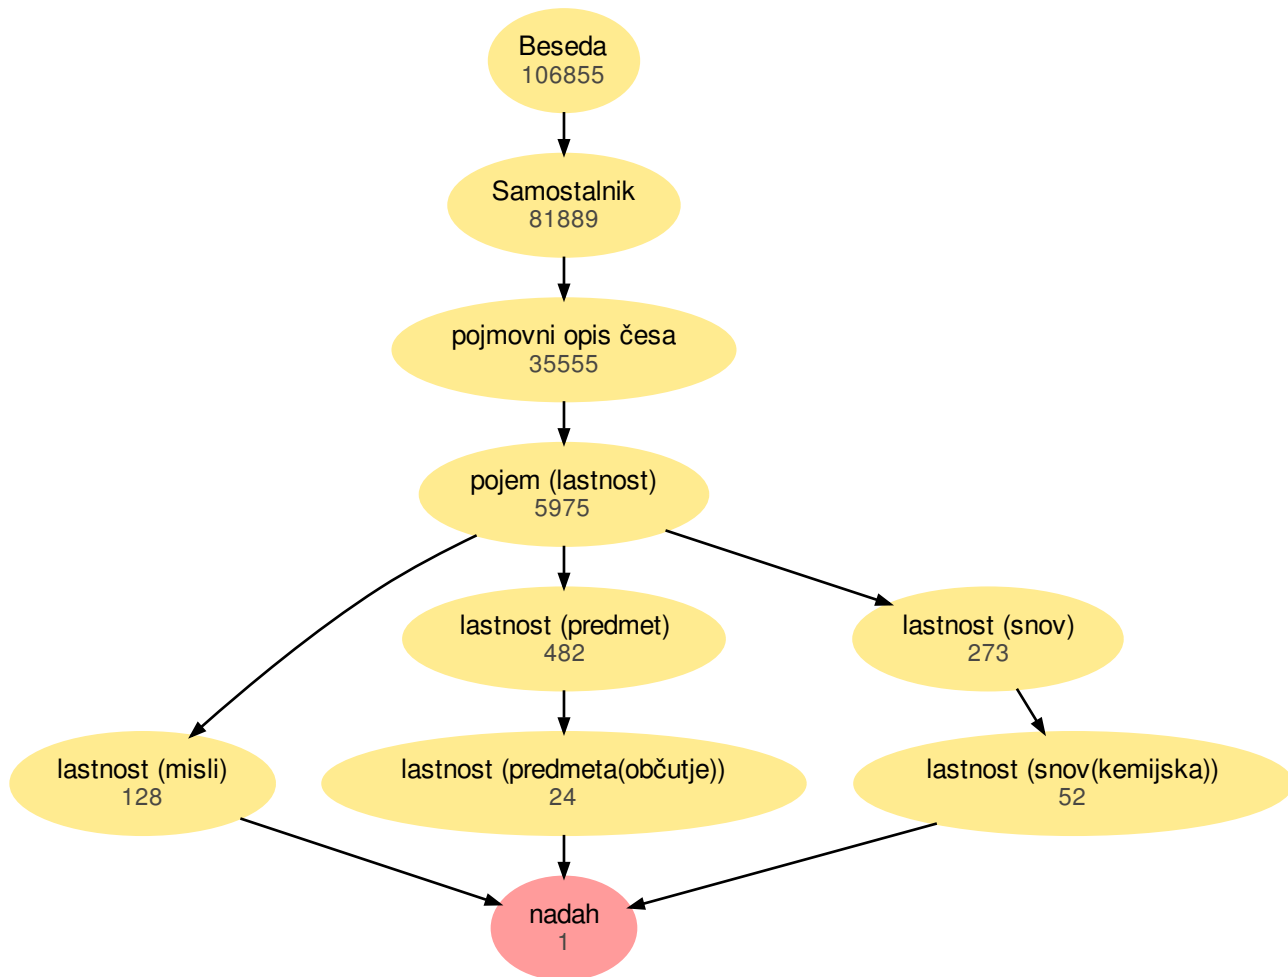 Beseda
106855
Samostalnik
81889
pojmovni opis česa
35555
pojem (lastnost)
5975
lastnost (predmet)
482
lastnost (snov)
273
lastnost (misli)
128
lastnost (predmeta(občutje))
24
lastnost (snov(kemijska))
52
nadah
1